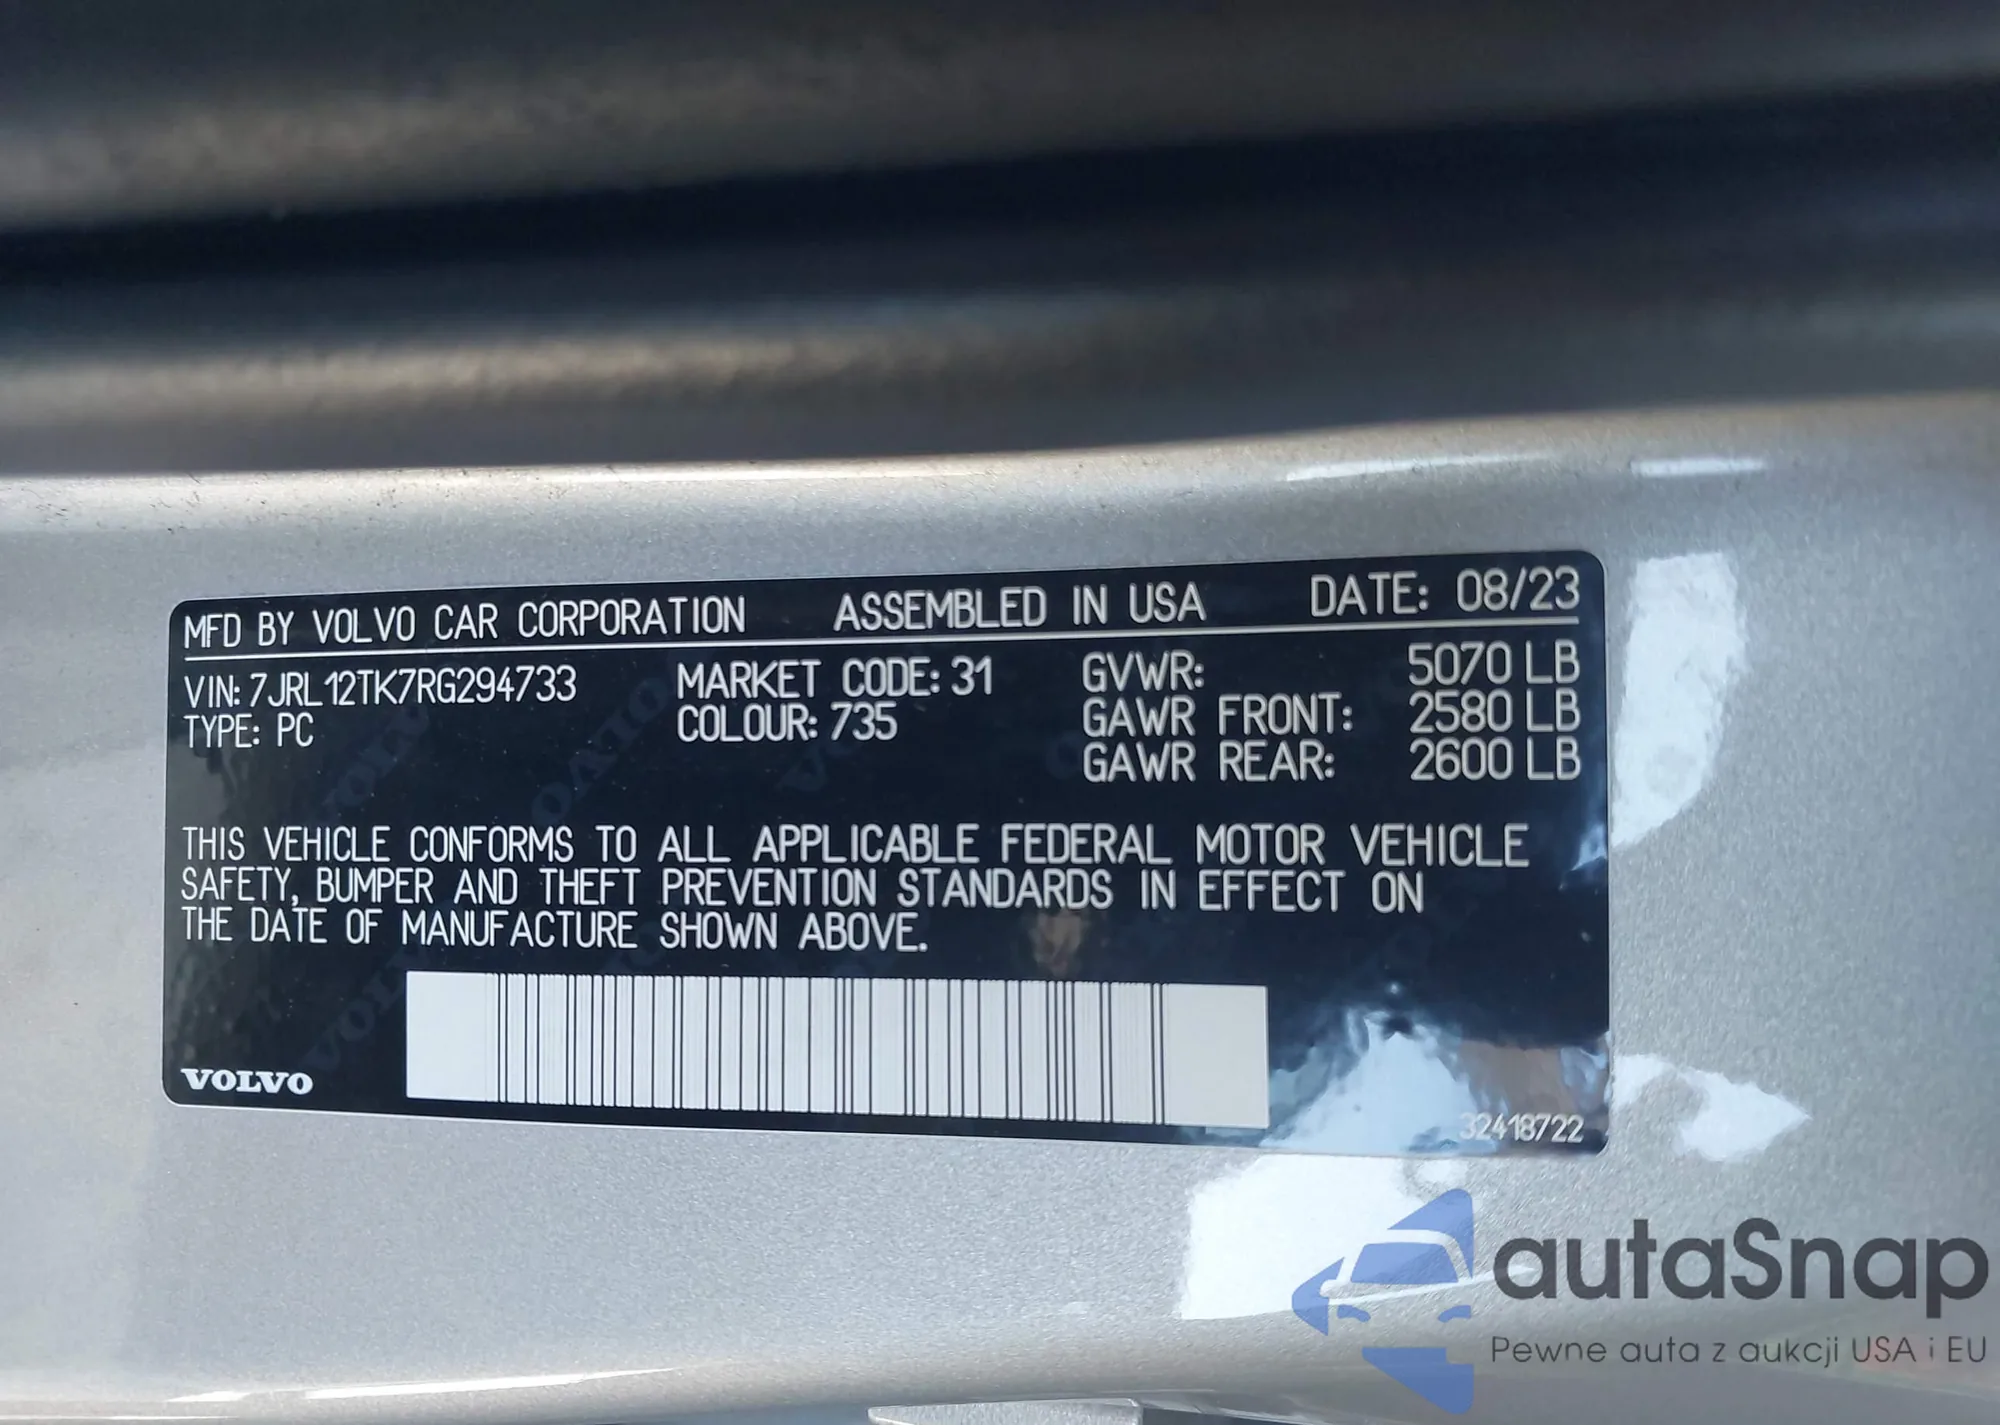 MFD BY VOLVO CAR CORPORATION ASSEMBLED IN USA DATE: 08/23
VIN: 7JRL12TK7RG294733 MARKET CODE: 31 GVWR: 5070 LB
TYPE: PC COLOUR: 735 GAWR FRONT: 2580 LB
GAWR REAR: 2600 LB
THIS VEHICLE CONFORMS TO ALL APPLICABLE FEDERAL MOTOR VEHICLE
SAFETY, BUMPER AND THEFT PREVENTION STANDARDS IN EFFECT ON
THE DATE OF MANUFACTURE SHOWN ABOVE.
VOLVO
32418722
autaSnap
Pewne auta z aukcji USA i EU